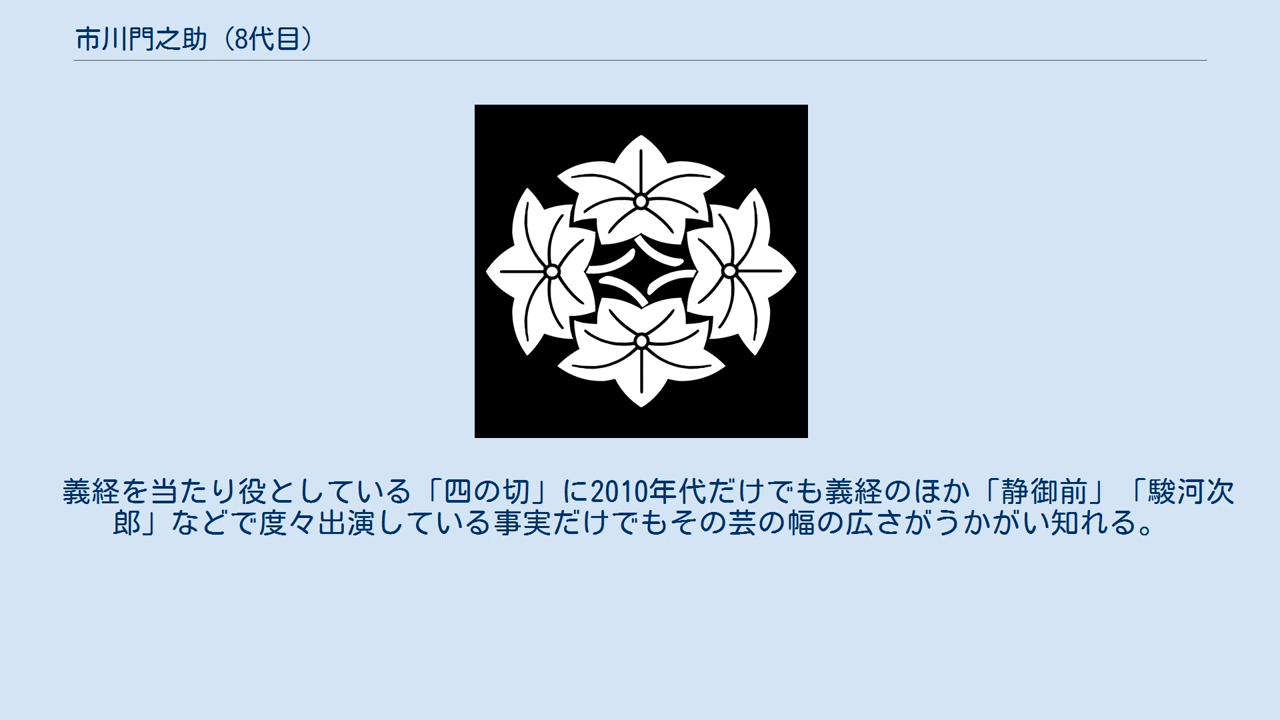 市川門之助（8代目）
義経を当たり役としている「四の切」に2010年代だけでも義経のほか「静御前」「駿河次
郎」などで度々出演している事実だけでもその芸の幅の広さがうかがい知れる。